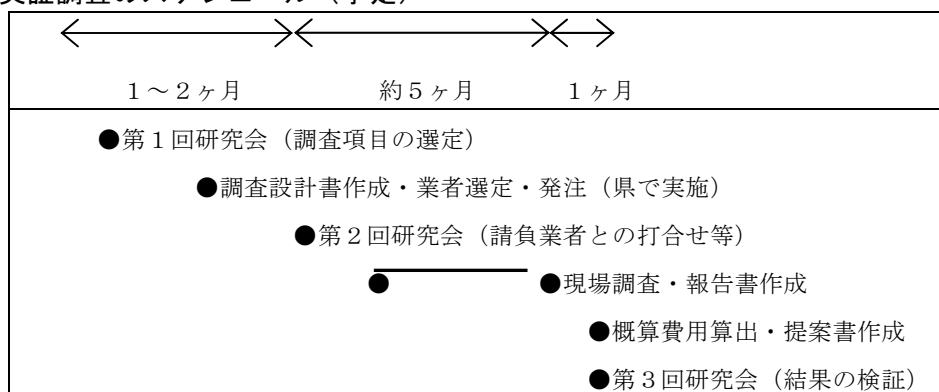 実証調査のスケジュール（予定）
１～２ヶ月 約５ヶ月 １ヶ月
●第１回研究会（調査項目の選定）
●調査設計書作成・業者選定・発注（県で実施）
●第２回研究会（請負業者との打合せ等）
● ●現場調査・報告書作成
●概算費用算出・提案書作成
●第３回研究会（結果の検証）